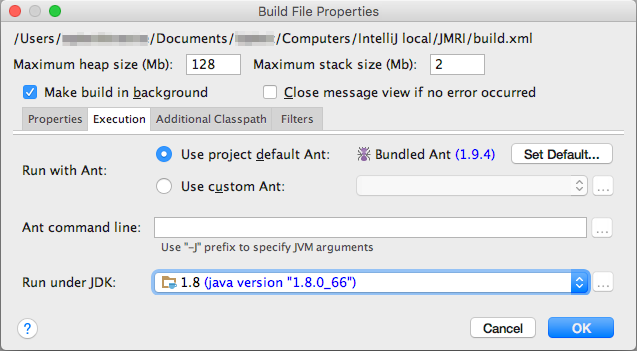 Build File Properties
/Users/ /Documents/ /Computers/IntelliJ local/JMRI/build.xml
Maximum heap size (Mb): 128 Maximum stack size (Mb): 2
Make build in background Close message view if no error occurred
Properties Execution Additional Classpath Filters
Run with Ant: Use project default Ant: Bundled Ant (1.9.4) Set Default...
Use custom Ant: ...
Ant command line: ...
Use "-J" prefix to specify JVM arguments
Run under JDK: 1.8 (java version "1.8.0_66") ...
? Cancel OK